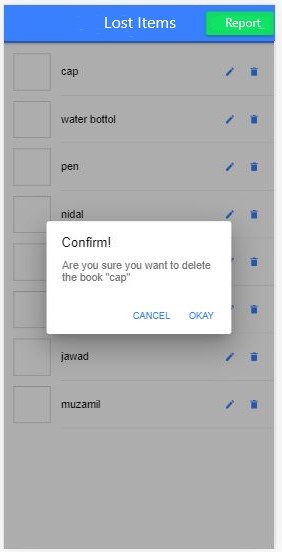 Lost Items
Report
cap
water bottol
pen
nidal
Confirm!
Are you sure you want to delete
the book "cap"
CANCEL
OKAY
jawad
muzamil